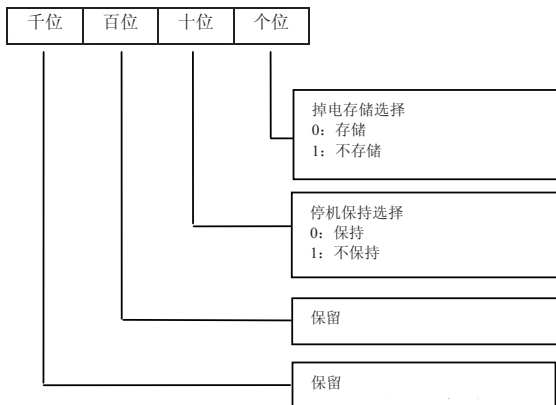 千位 百位 十位 个位
掉电存储选择
0：存储
1：不存储
停机保持选择
0：保持
1：不保持
保留
保留